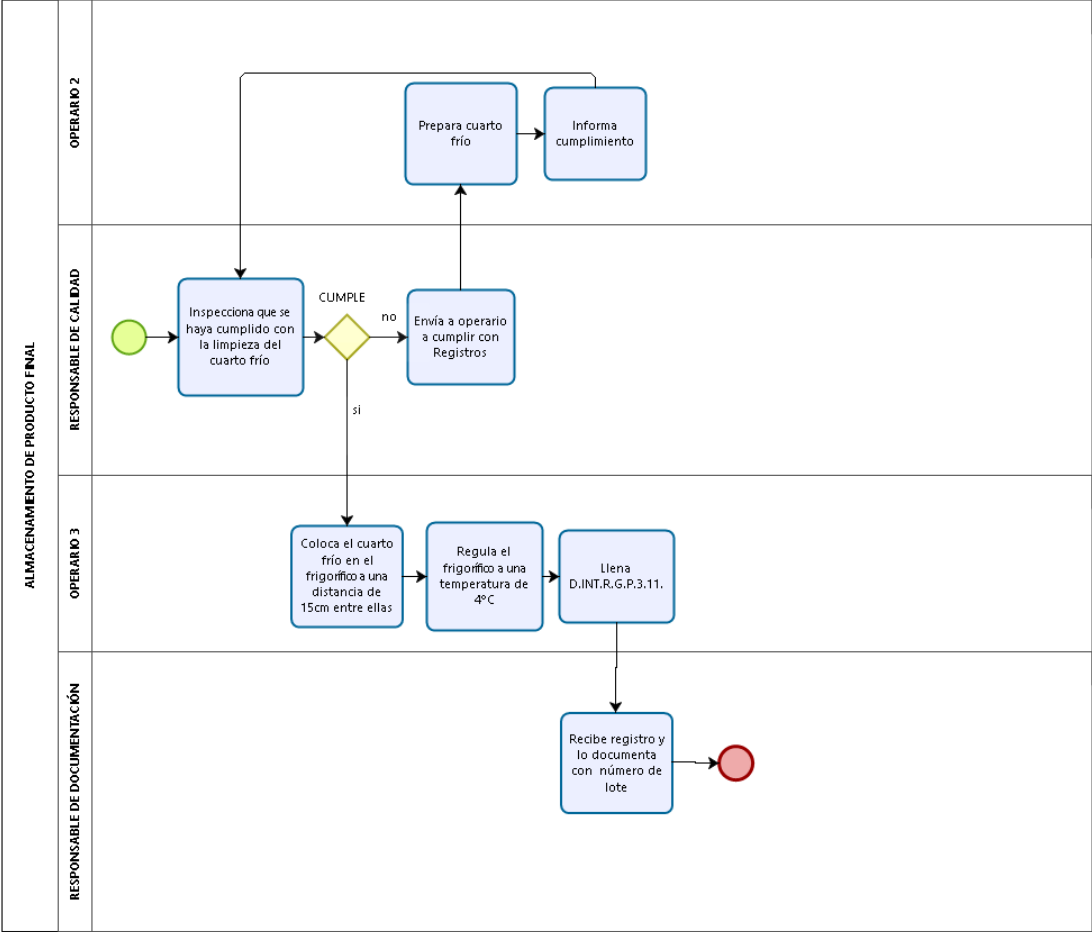 ALMACENAMIENTO DE PRODUCTO FINAL
OPERARIO 2
Prepara cuarto
frío
Informa
cumplimiento
RESPONSABLE DE CALIDAD
Inspecciona que se
haya cumplido con
la limpieza del
cuarto frío
CUMPLE
no
Envía a operario
a cumplir con
Registros
si
OPERARIO 3
Coloca el cuarto
frío en el
frigorífico a una
distancia de
15cm entre ellas
Regula el
frigorífico a una
temperatura de
4°C
Llena
D.INT.R.G.P.3.11.
RESPONSABLE DE DOCUMENTACIÓN
Recibe registro y
lo documenta
con número de
lote